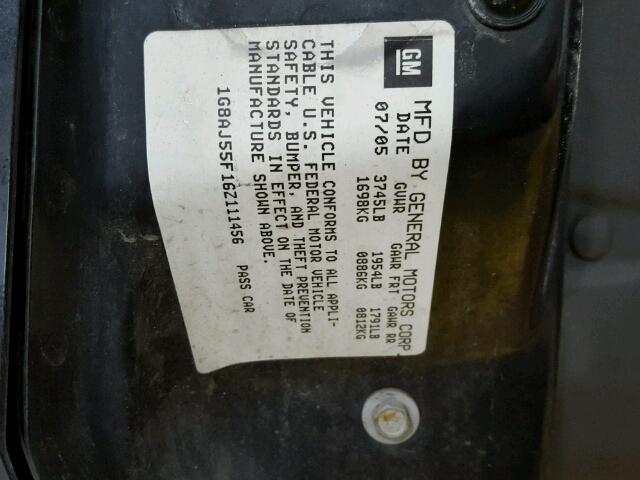 GM
MFD BY GENERAL MOTORS CORP
DATE GVWR GAWR FRT GAWR RR
07/05 3745LB 1954LB 1791LB
1698KG 0886KG 0812KG
THIS VEHICLE CONFORMS TO ALL APPLI-
CABLE U.S. FEDERAL MOTOR VEHICLE
SAFETY, BUMPER, AND THEFT PREVENTION
STANDARDS IN EFFECT ON THE DATE OF
MANUFACTURE SHOWN ABOVE.
1G8AJ55F16Z111456 PASS CAR